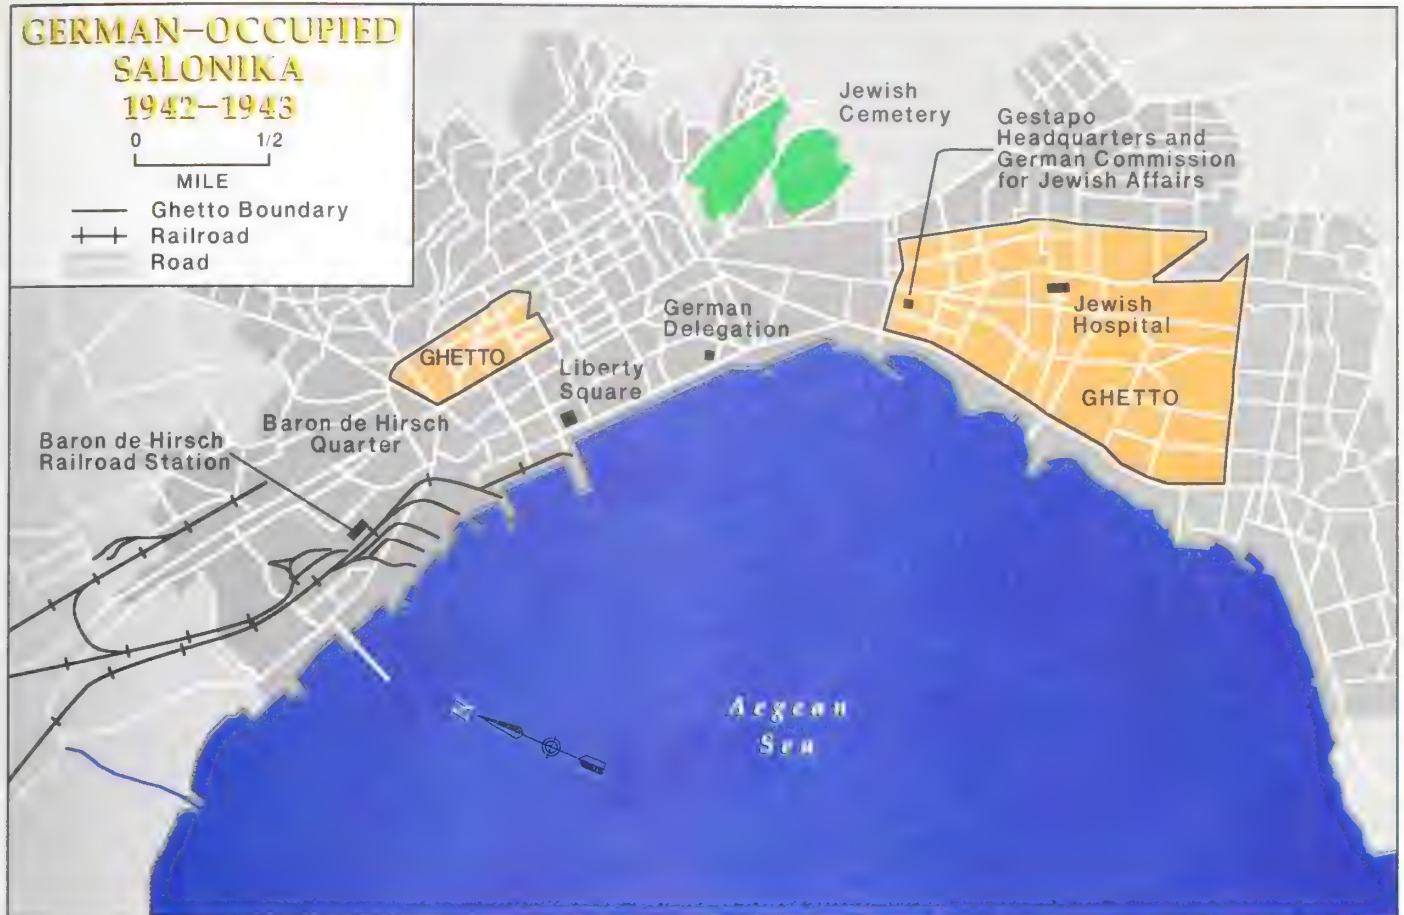 GERMAN–OCCUPIED
SALONIKA
1942–1943
0 1/2
MILE
Ghetto Boundary
Railroad
Road
Jewish
Cemetery
Gestapo
Headquarters and
German Commission
for Jewish Affairs
German
Delegation
Jewish
Hospital
GHETTO
Liberty
Square
GHETTO
Baron de Hirsch
Quarter
Baron de Hirsch
Railroad Station
N
Aegean
Sea